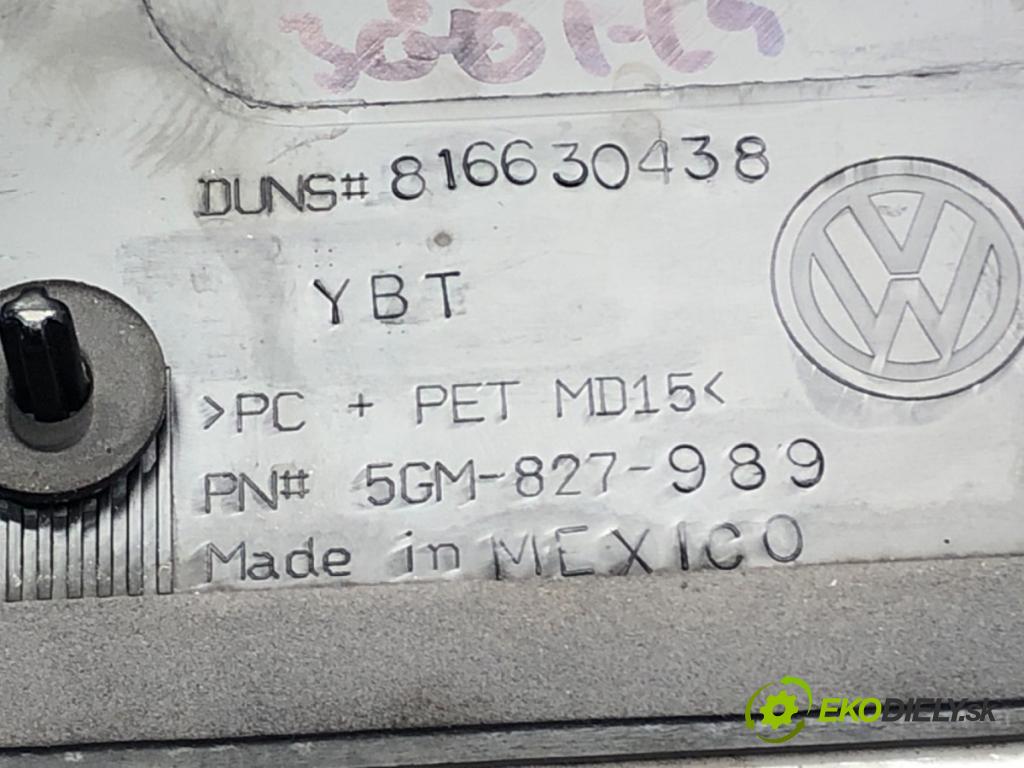 DUNS# 816630438
YBT
>PC + PET MD15<
PN# 5GM-827-989
Made in MEXICO
EKODIELY.SK